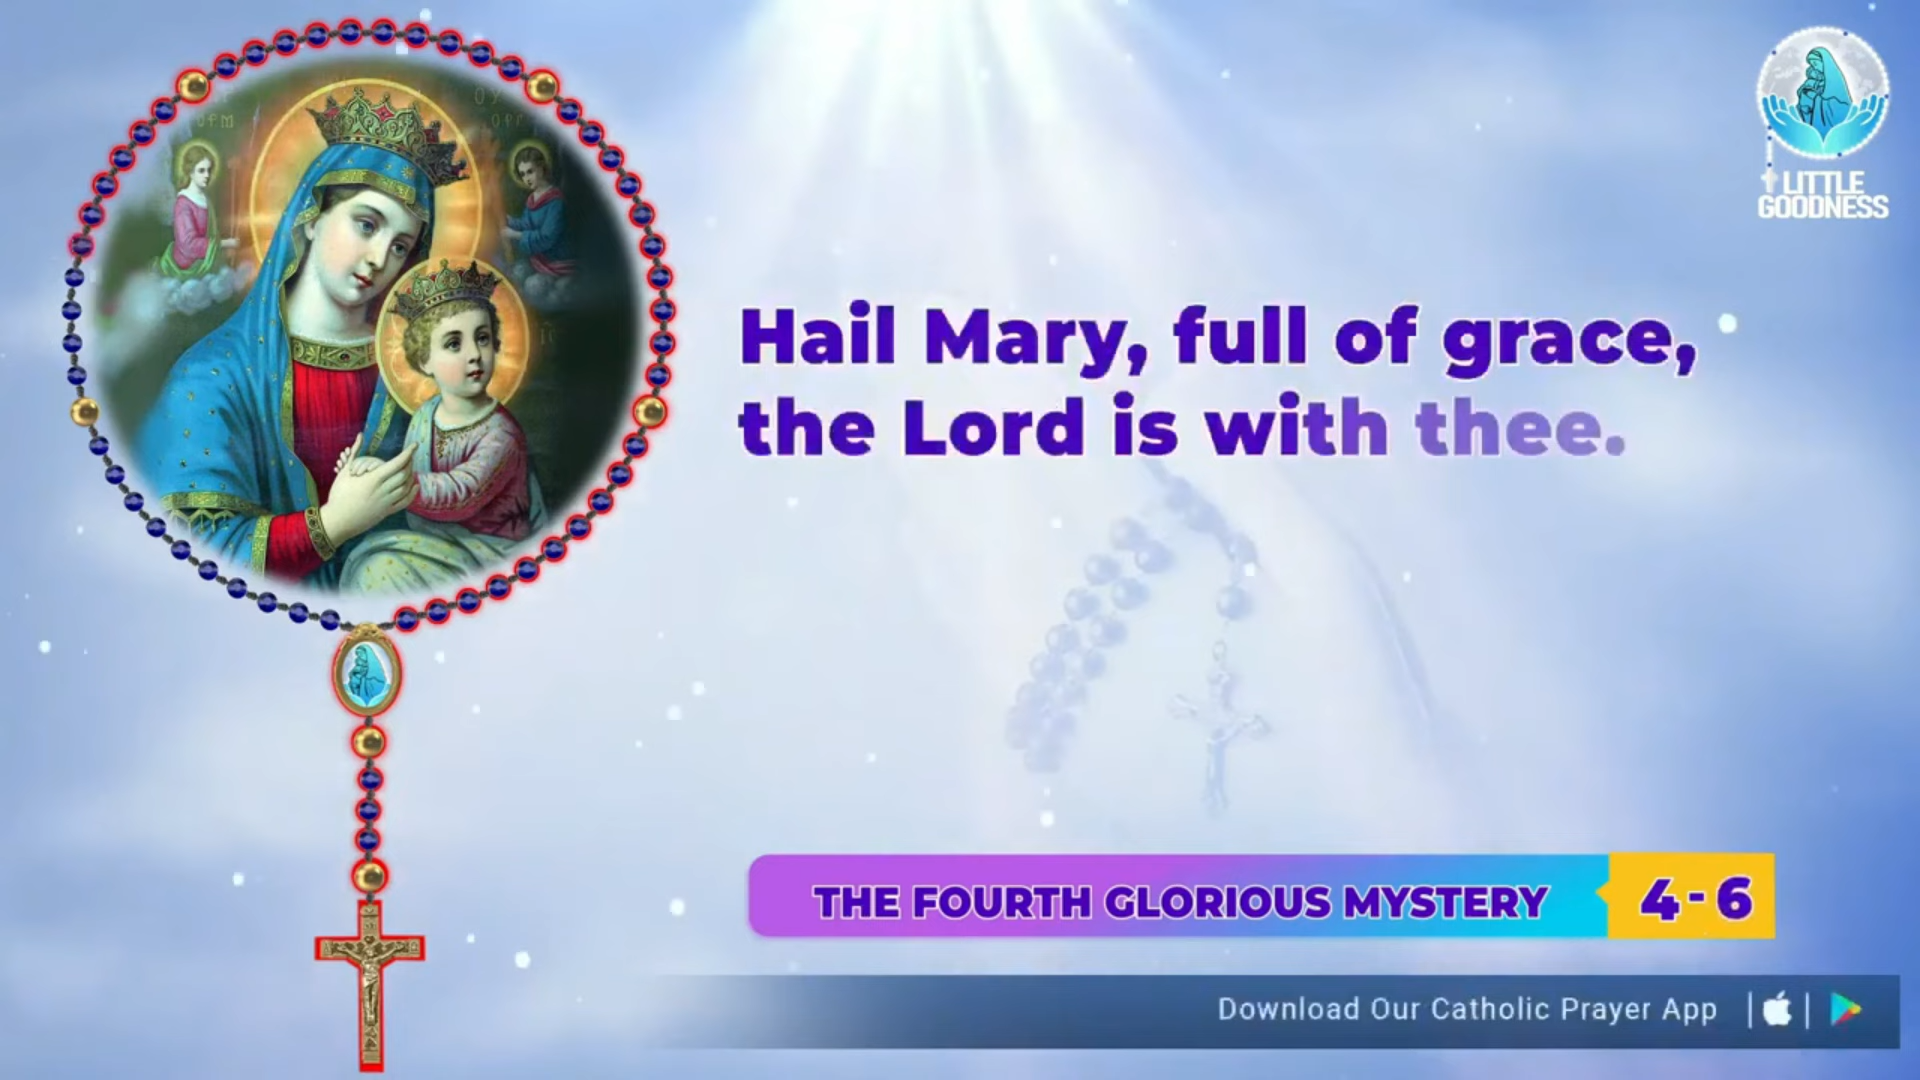 LITTLE
GOODNESS
Hail Mary, full of grace,
the Lord is with thee.
THE FOURTH GLORIOUS MYSTERY 4-6
Download Our Catholic Prayer App